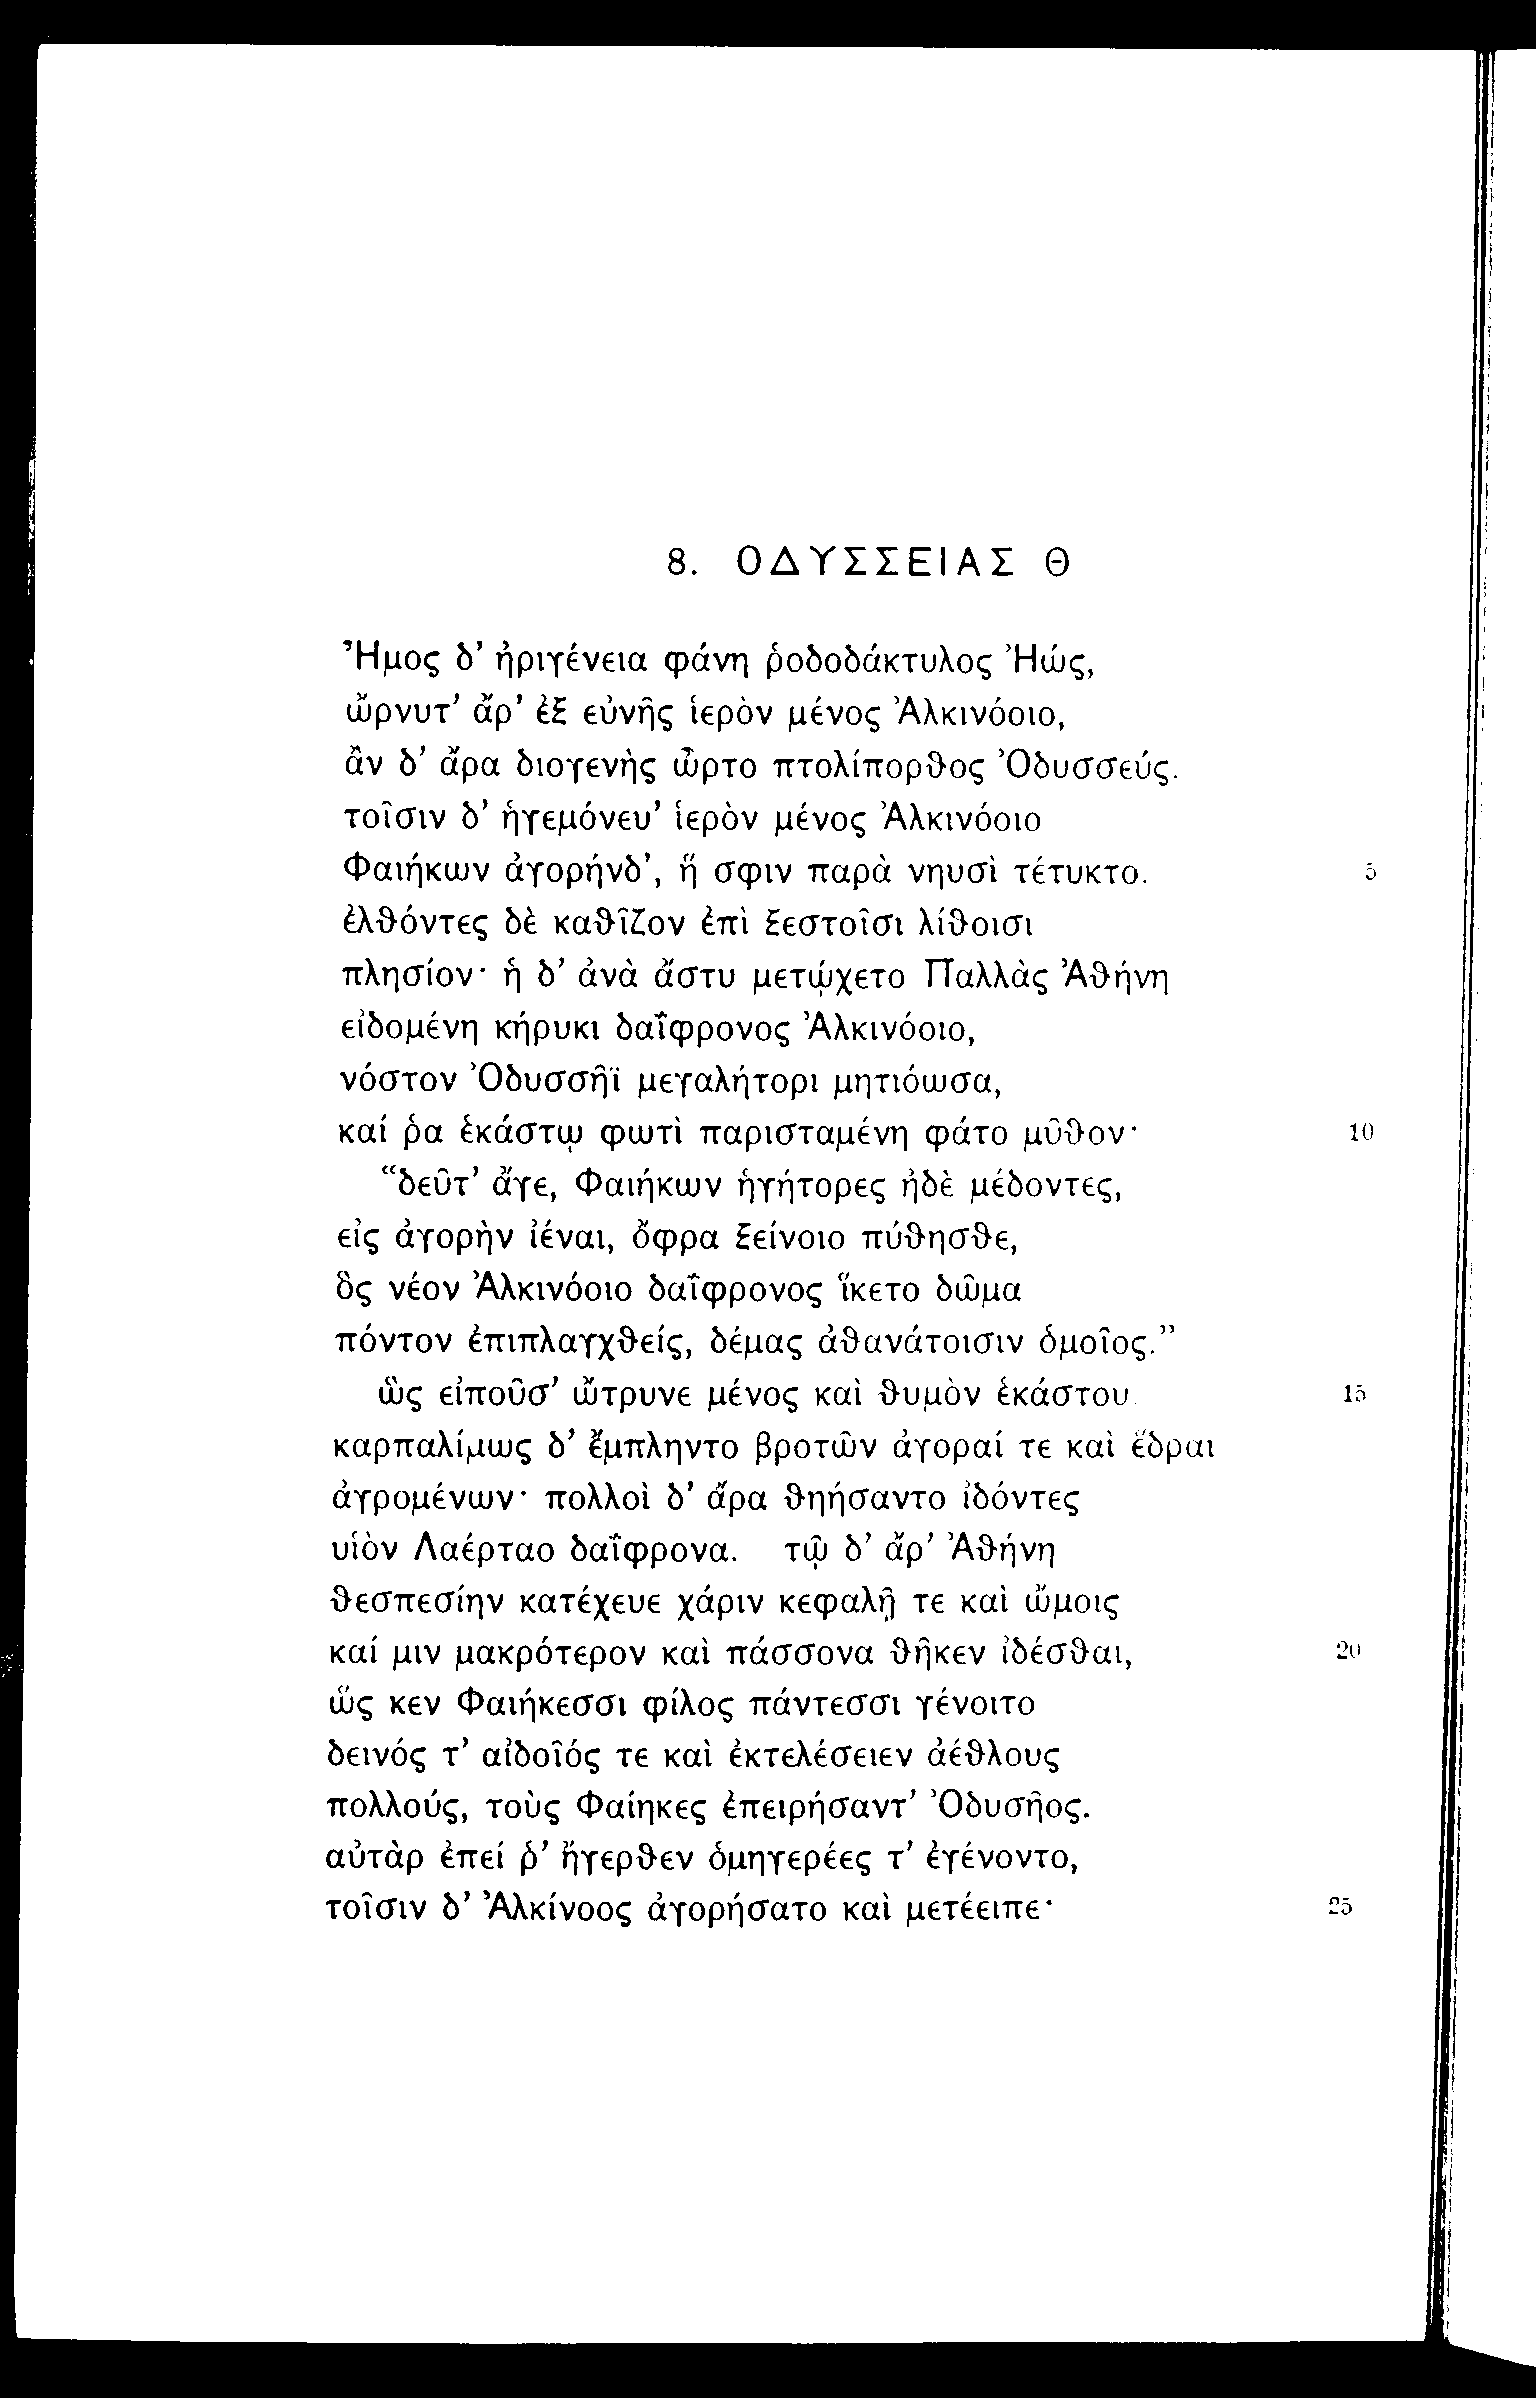 8. ΟΔΥΣΣΕΙΑΣ Θ
Ἦμος δ' ἠριγένεια φάνη ῥοδοδάκτυλος Ἠώς,
ὤρνυτ' ἄρ' ἐξ εὐνῆς ἱερὸν μένος Ἀλκινόοιο,
ἂν δ' ἄρα διογενὴς ὦρτο πτολίπορθος Ὀδυσσεύς.
τοῖσιν δ' ἡγεμόνευ' ἱερὸν μένος Ἀλκινόοιο
Φαιήκων ἀγορήνδ', ἥ σφιν παρὰ νηυσὶ τέτυκτο. 5
ἐλθόντες δὲ καθῖζον ἐπὶ ξεστοῖσι λίθοισι
πλησίον· ἡ δ' ἀνὰ ἄστυ μετῴχετο Παλλὰς Ἀθήνη
εἰδομένη κήρυκι δαΐφρονος Ἀλκινόοιο,
νόστον Ὀδυσσῆϊ μεγαλήτορι μητιόωσα,
καί ῥα ἑκάστῳ φωτὶ παρισταμένη φάτο μῦθον· 10
“δεῦτ' ἄγε, Φαιήκων ἡγήτορες ἠδὲ μέδοντες,
εἰς ἀγορὴν ἰέναι, ὄφρα ξείνοιο πύθησθε,
ὃς νέον Ἀλκινόοιο δαΐφρονος ἵκετο δῶμα
πόντον ἐπιπλαγχθείς, δέμας ἀθανάτοισιν ὁμοῖος.”
ὣς εἰποῦσ' ὤτρυνε μένος καὶ θυμὸν ἑκάστου. 15
καρπαλίμως δ' ἔμπληντο βροτῶν ἀγοραί τε καὶ ἕδραι
ἀγρομένων· πολλοὶ δ' ἄρα θηήσαντο ἰδόντες
υἱὸν Λαέρταο δαΐφρονα. τῷ δ' ἄρ' Ἀθήνη
θεσπεσίην κατέχευε χάριν κεφαλῇ τε καὶ ὤμοις
καί μιν μακρότερον καὶ πάσσονα θῆκεν ἰδέσθαι, 20
ὥς κεν Φαιήκεσσι φίλος πάντεσσι γένοιτο
δεινός τ' αἰδοῖός τε καὶ ἐκτελέσειεν ἀέθλους
πολλούς, τοὺς Φαίηκες ἐπειρήσαντ' Ὀδυσῆος.
αὐτὰρ ἐπεί ῥ' ἤγερθεν ὁμηγερέες τ' ἐγένοντο,
τοῖσιν δ' Ἀλκίνοος ἀγορήσατο καὶ μετέειπε· 25